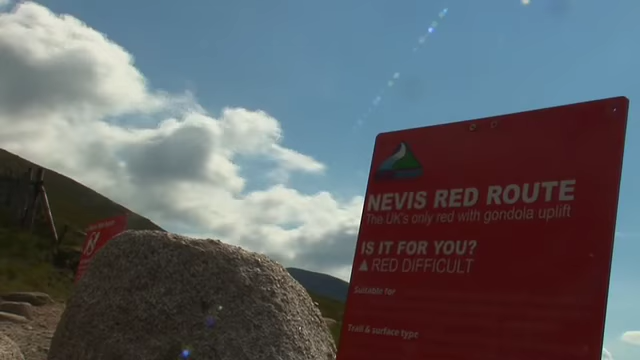 NEVIS RED ROUTE
The UK's only red with gondola uplift
IS IT FOR YOU?
RED DIFFICULT
Suitable for
Trail & surface type